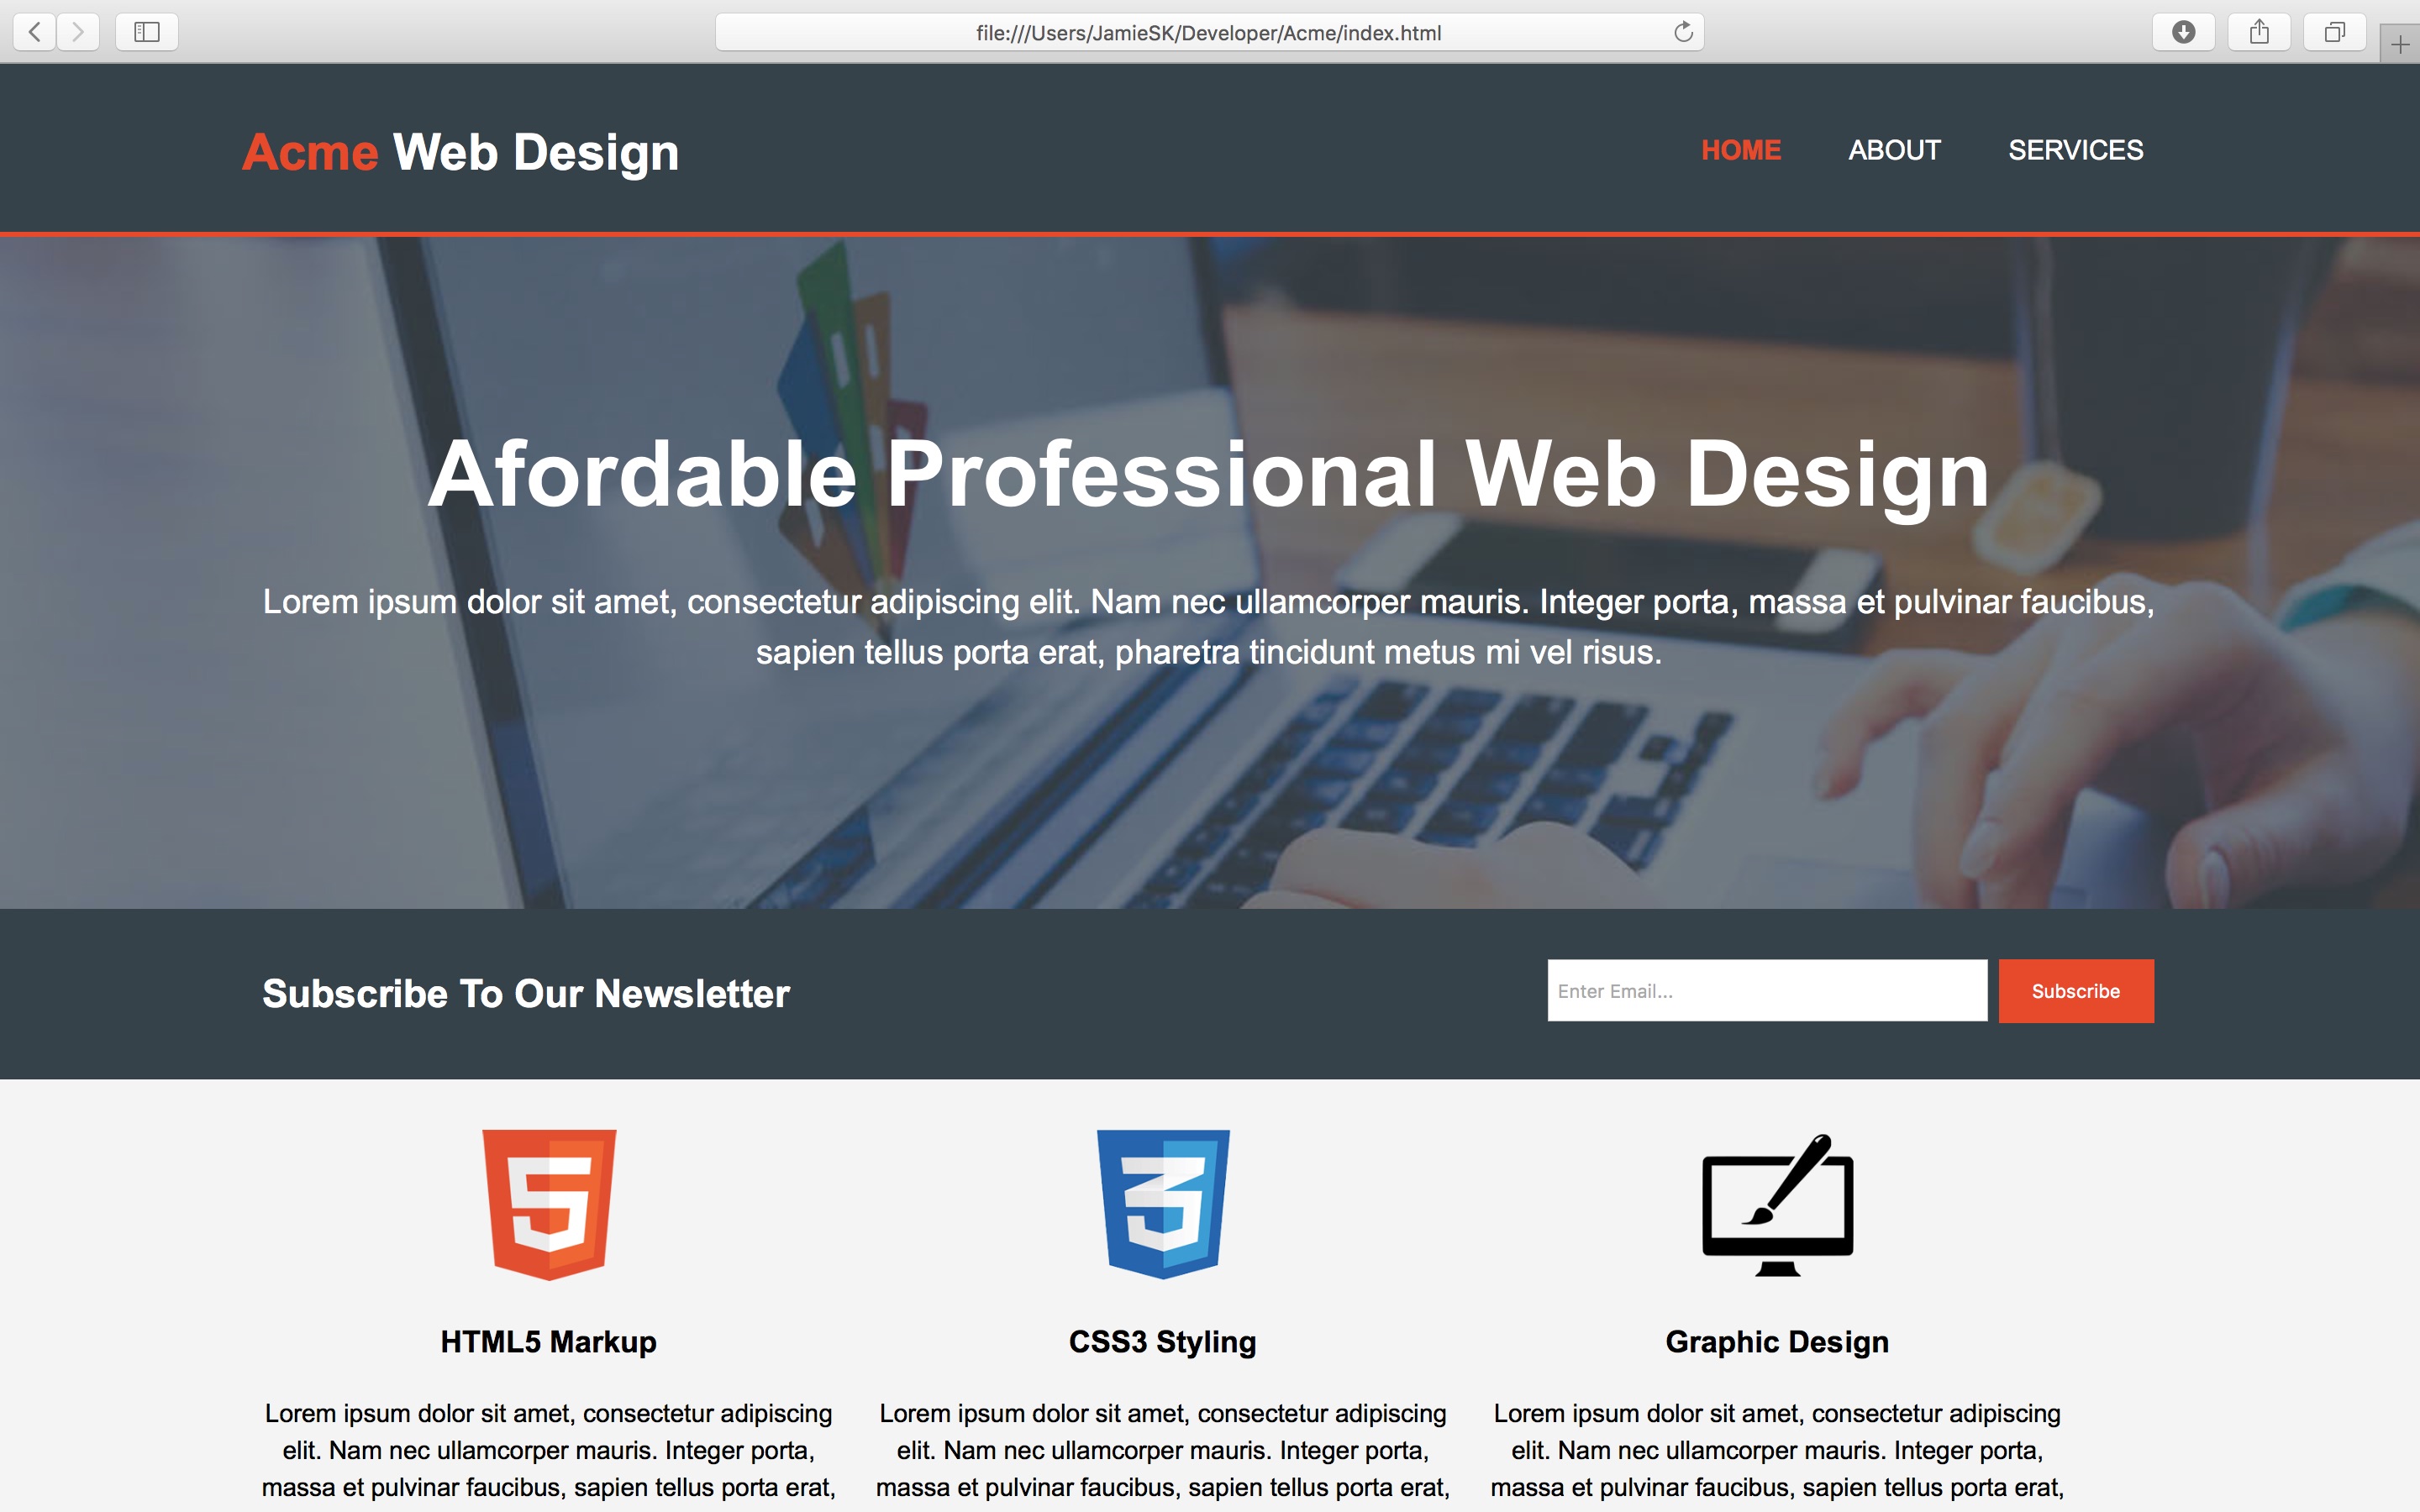 file:///Users/JamieSK/Developer/Acme/index.html
Acme Web Design
HOME ABOUT SERVICES
Afordable Professional Web Design
Lorem ipsum dolor sit amet, consectetur adipiscing elit. Nam nec ullamcorper mauris. Integer porta, massa et pulvinar faucibus,
sapien tellus porta erat, pharetra tincidunt metus mi vel risus.
Subscribe To Our Newsletter
Enter Email...
Subscribe
HTML5 Markup
Lorem ipsum dolor sit amet, consectetur adipiscing
elit. Nam nec ullamcorper mauris. Integer porta,
massa et pulvinar faucibus, sapien tellus porta erat,
CSS3 Styling
Lorem ipsum dolor sit amet, consectetur adipiscing
elit. Nam nec ullamcorper mauris. Integer porta,
massa et pulvinar faucibus, sapien tellus porta erat,
Graphic Design
Lorem ipsum dolor sit amet, consectetur adipiscing
elit. Nam nec ullamcorper mauris. Integer porta,
massa et pulvinar faucibus, sapien tellus porta erat,